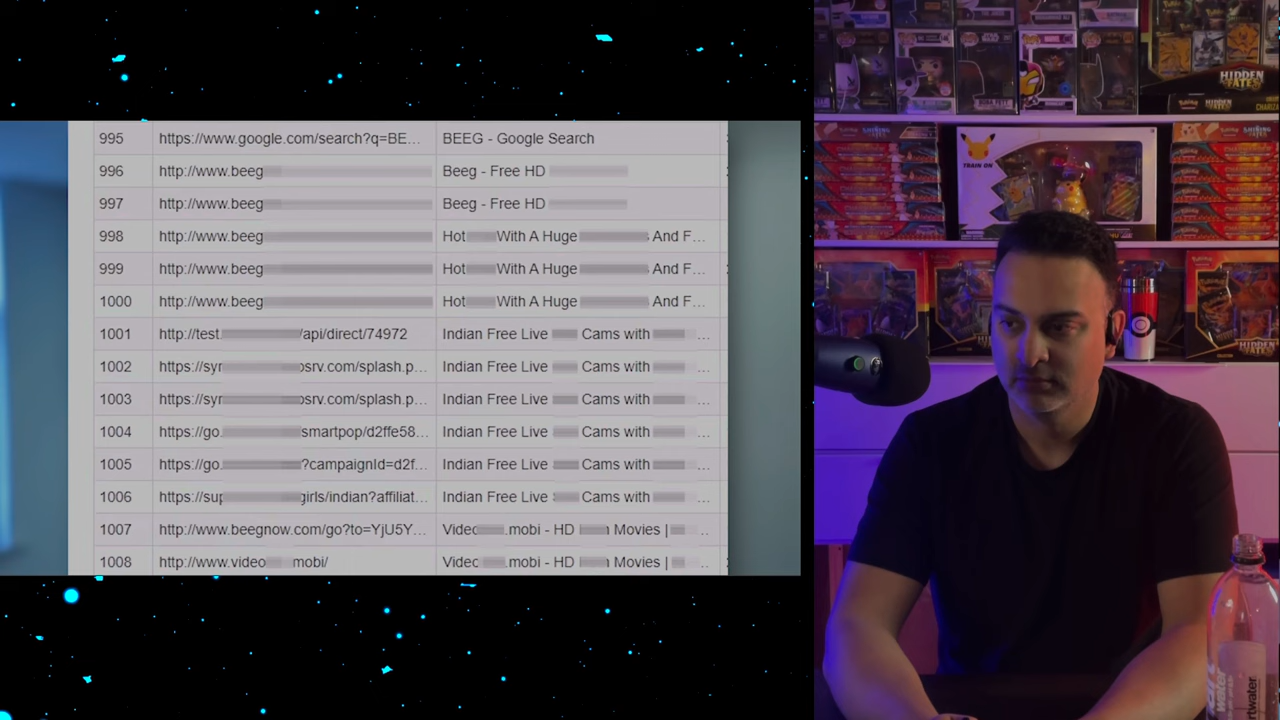 995 https://www.google.com/search?q=BE... BEEG - Google Search
996 http://www.beeg Beeg - Free HD
997 http://www.beeg Beeg - Free HD
998 http://www.beeg Hot With A Huge And F...
999 http://www.beeg Hot With A Huge And F...
1000 http://www.beeg Hot With A Huge And F...
1001 http://test. /api/direct/74972 Indian Free Live Cams with ...
1002 https://syr osrv.com/splash.p... Indian Free Live Cams with ...
1003 https://syr osrv.com/splash.p... Indian Free Live Cams with ...
1004 https://go. smartpop/d2ffe58... Indian Free Live Cams with ...
1005 https://go. ?campaignId=d2f... Indian Free Live Cams with ...
1006 https://sup girls/indian?affiliat... Indian Free Live Cams with ...
1007 http://www.beegnow.com/go?to=YjU5Y... Video .mobi - HD Movies | ...
1008 http://www.video mobi/ Video .mobi - HD Movies | ...
HIDDEN
FATES
TRAIN ON
HIDDEN
FATES